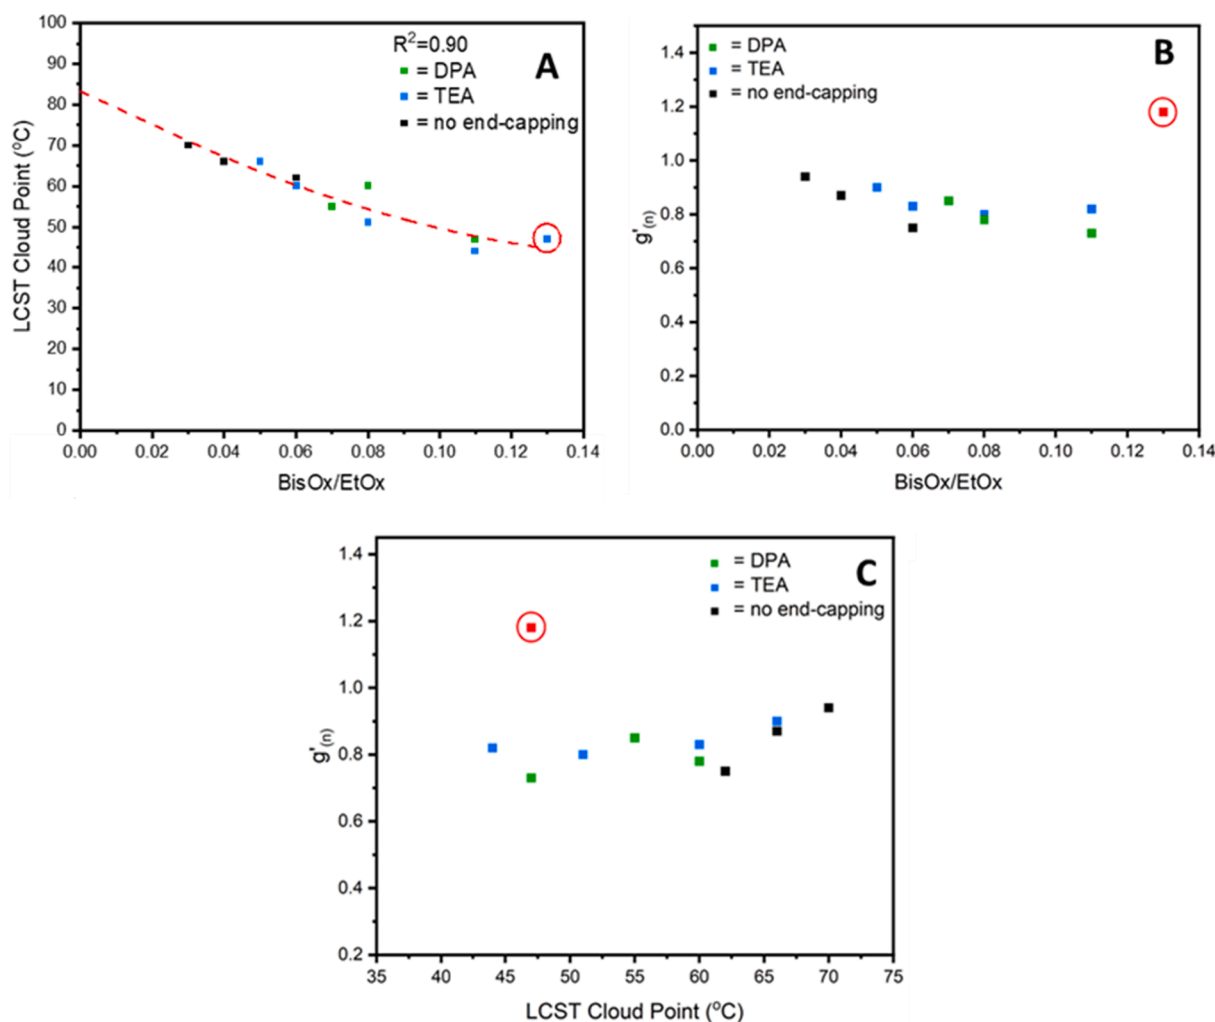 A
R²=0.90
= DPA
= TEA
= no end-capping
100
90
80
70
60
50
40
30
20
10
0
LCST Cloud Point (°C)
0.00 0.02 0.04 0.06 0.08 0.10 0.12 0.14
BisOx/EtOx
B
= DPA
= TEA
= no end-capping
1.4
1.2
1.0
0.8
0.6
0.4
0.2
0.0
g'(n)
0.00 0.02 0.04 0.06 0.08 0.10 0.12 0.14
BisOx/EtOx
C
= DPA
= TEA
= no end-capping
1.4
1.2
1.0
0.8
0.6
0.4
0.2
g'(n)
35 40 45 50 55 60 65 70 75
LCST Cloud Point (°C)